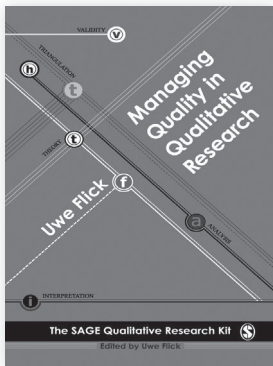 VALIDITY
v
h
TRIANGULATION
t
Managing
Quality in
Qualitative
Research
THEORY
t
f
Uwe Flick
a
ANALYSIS
i
INTERPRETATION
The SAGE Qualitative Research Kit
S
Edited by Uwe Flick